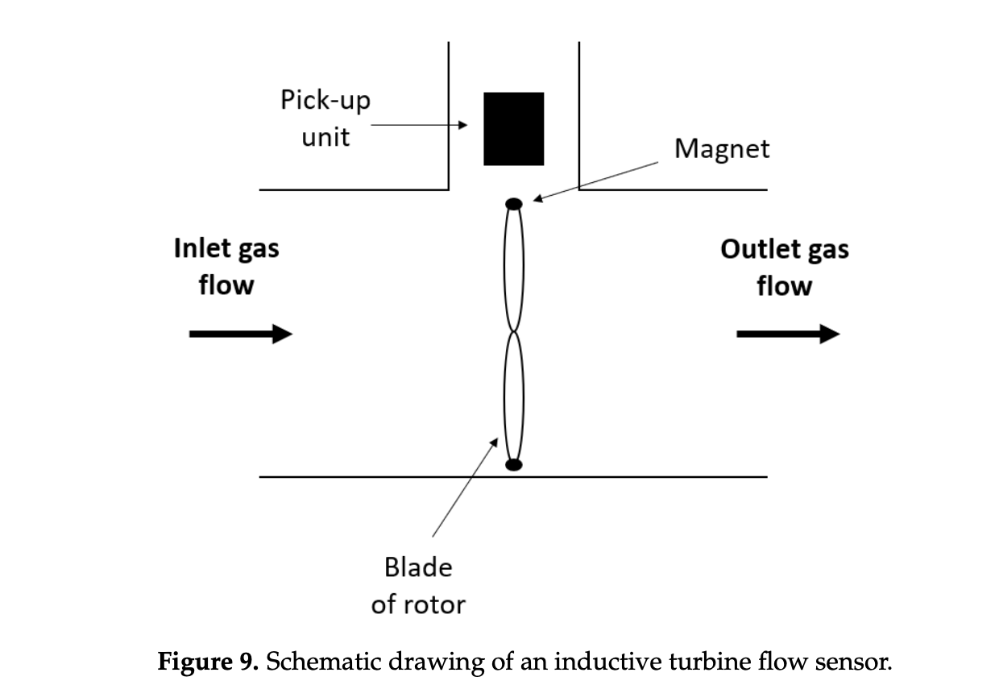 Pick-up
unit
Magnet
Inlet gas
flow
Outlet gas
flow
Blade
of rotor
Figure 9. Schematic drawing of an inductive turbine flow sensor.